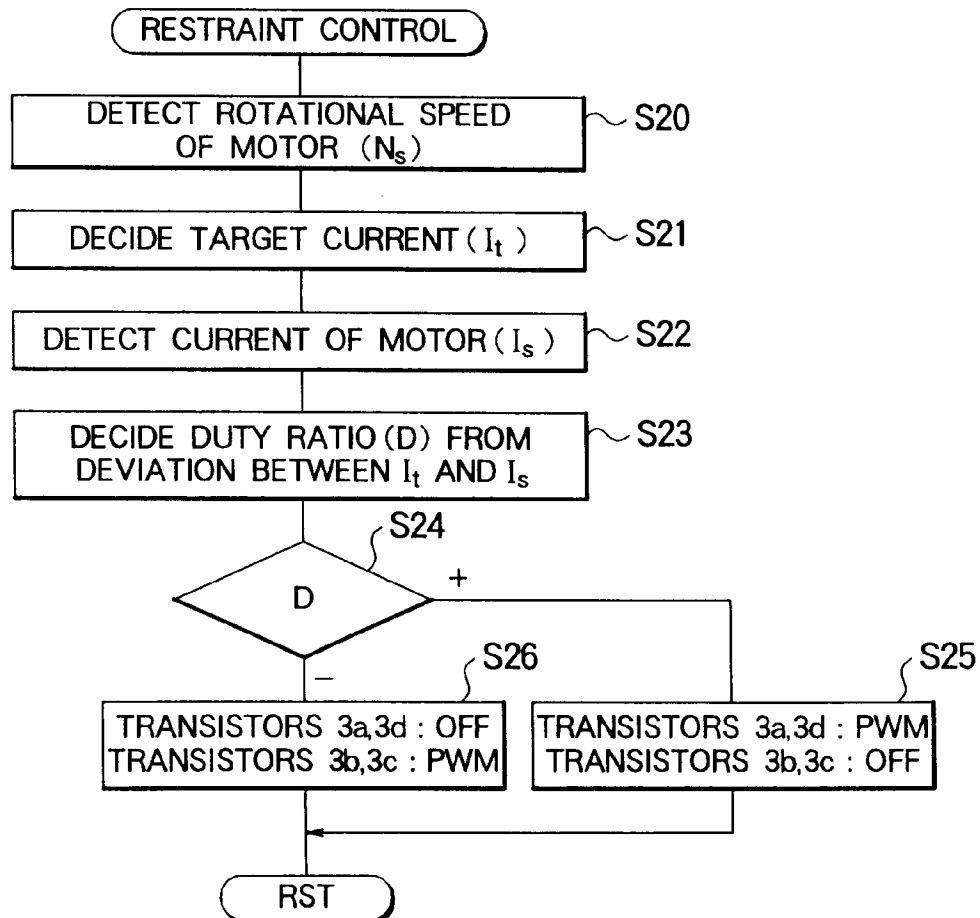 RESTRAINT CONTROL
DETECT ROTATIONAL SPEED
OF MOTOR (Ns)
S20
DECIDE TARGET CURRENT (It)
S21
DETECT CURRENT OF MOTOR (Is)
S22
DECIDE DUTY RATIO (D) FROM
DEVIATION BETWEEN It AND Is
S23
S24
D
+
−
S26
TRANSISTORS 3a,3d : OFF
TRANSISTORS 3b,3c : PWM
S25
TRANSISTORS 3a,3d : PWM
TRANSISTORS 3b,3c : OFF
RST